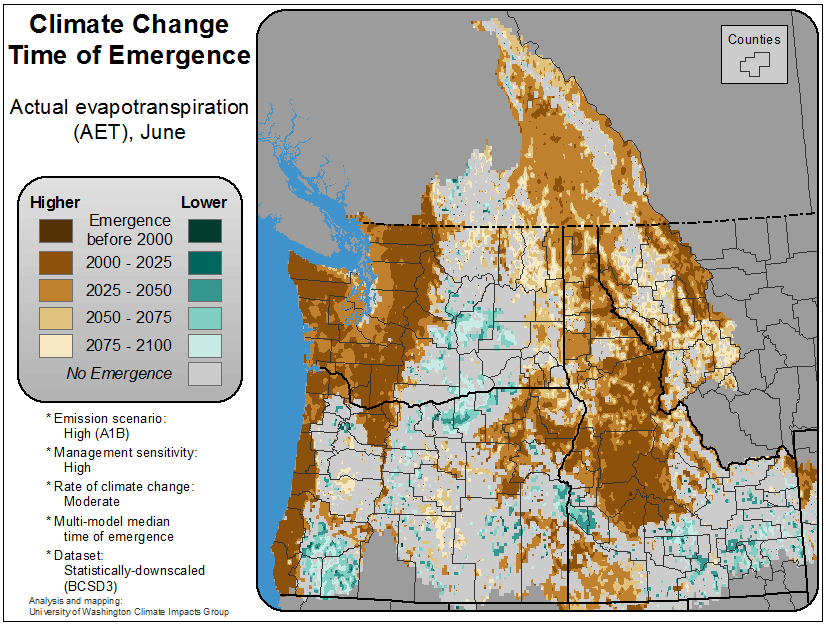 Climate Change
Time of Emergence
Actual evapotranspiration
(AET), June
Higher Lower
Emergence
before 2000
2000 - 2025
2025 - 2050
2050 - 2075
2075 - 2100
No Emergence
* Emission scenario:
High (A1B)
* Management sensitivity:
High
* Rate of climate change:
Moderate
* Multi-model median
time of emergence
* Dataset:
Statistically-downscaled
(BCSD3)
Analysis and mapping:
University of Washington Climate Impacts Group
Counties